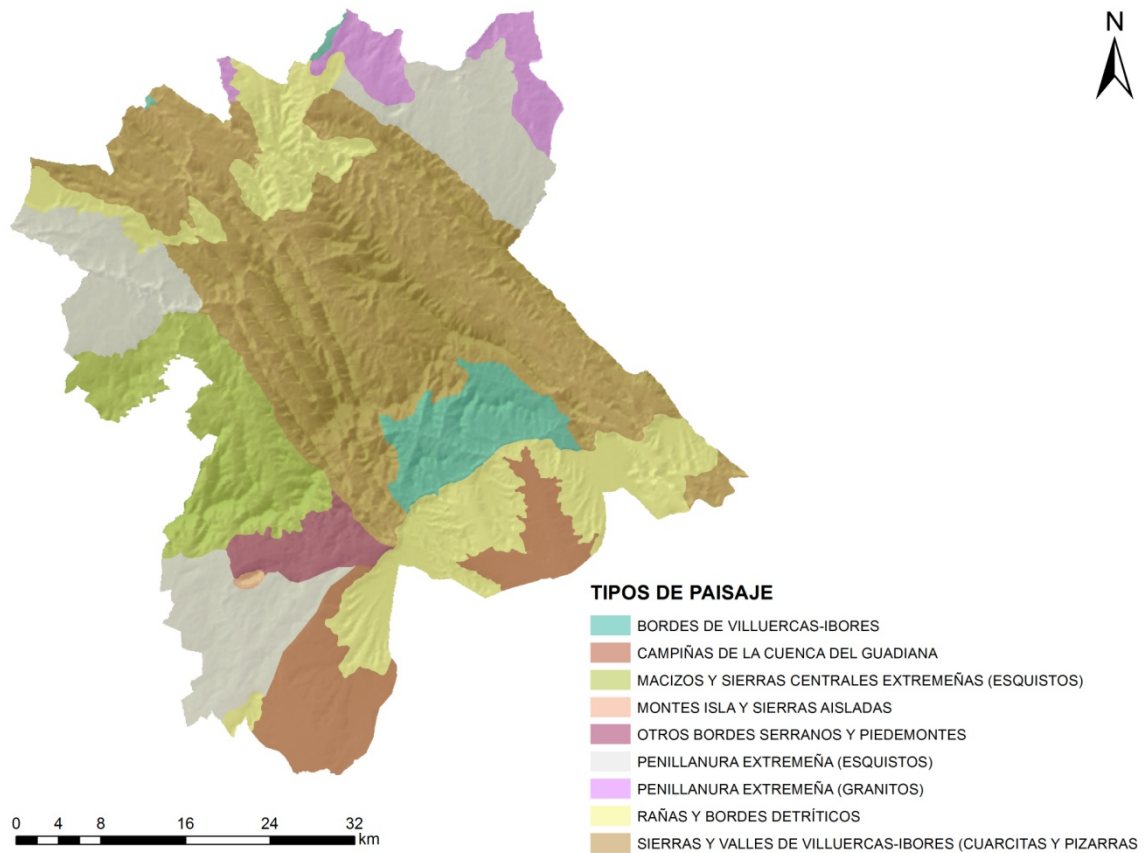 N
TIPOS DE PAISAJE
BORDES DE VILLUERCAS-IBORES
CAMPIÑAS DE LA CUENCA DEL GUADIANA
MACIZOS Y SIERRAS CENTRALES EXTREMEÑAS (ESQUISTOS)
MONTES ISLA Y SIERRAS AISLADAS
OTROS BORDES SERRANOS Y PIEDEMONTES
PENILLANURA EXTREMEÑA (ESQUISTOS)
PENILLANURA EXTREMEÑA (GRANITOS)
RAÑAS Y BORDES DETRÍTICOS
SIERRAS Y VALLES DE VILLUERCAS-IBORES (CUARCITAS Y PIZARRAS
0 4 8 16 24 32
km